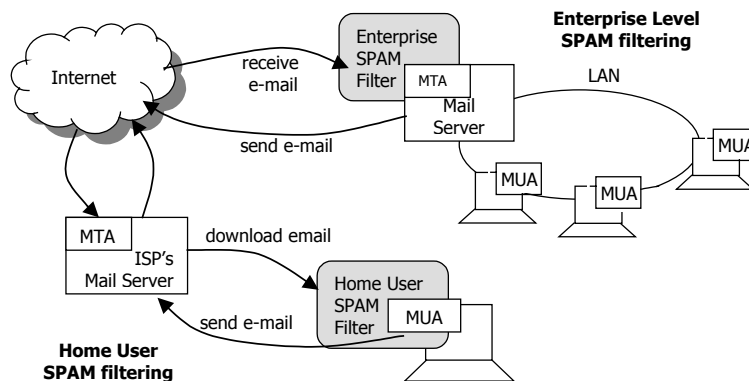 Enterprise Level
SPAM filtering
Internet
receive
e-mail
Enterprise
SPAM
Filter
MTA
Mail
Server
LAN
send e-mail
MUA
MUA
MUA
MTA
ISP's
Mail Server
download email
Home User
SPAM
Filter
MUA
send e-mail
Home User
SPAM filtering